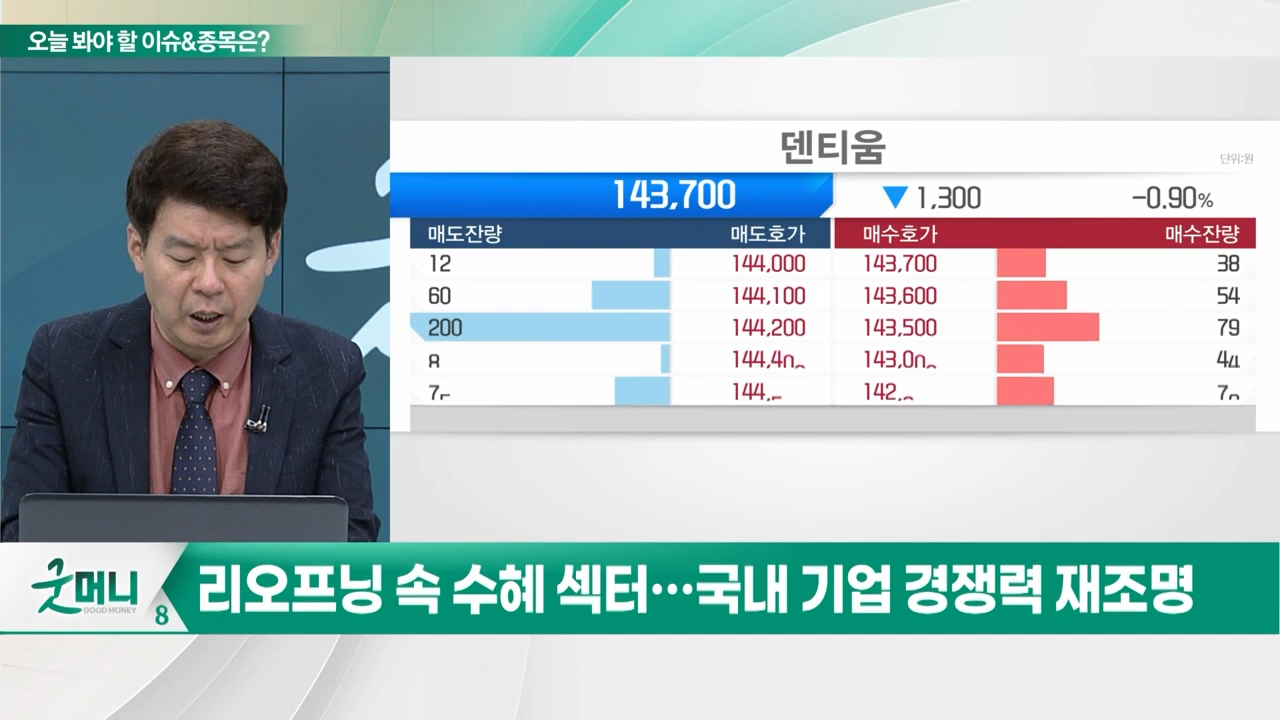 오늘 봐야 할 이슈&종목은?
덴티움
단위:원
143,700 ▼ 1,300 -0.90%
매도잔량 매도호가 매수호가 매수잔량
12 144,000 143,700 38
60 144,100 143,600 54
200 144,200 143,500 79
굿머니
GOOD MONEY
8
리오프닝 속 수혜 섹터…국내 기업 경쟁력 재조명